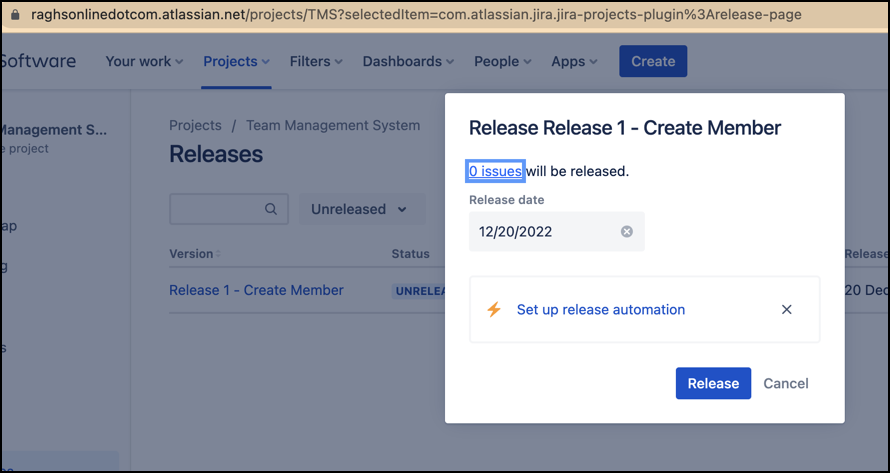 raghsonlinedotcom.atlassian.net/projects/TMS?selectedItem=com.atlassian.jira.jira-projects-plugin%3Arelease-page
Software Your work Projects Filters Dashboards People Apps Create
Management S...
project
Projects / Team Management System
Releases
Unreleased
Version Status Release
Release 1 - Create Member UNRELEA 20 Dec
ap
g
s
Release Release 1 - Create Member
0 issues will be released.
Release date
12/20/2022
Set up release automation
Release Cancel